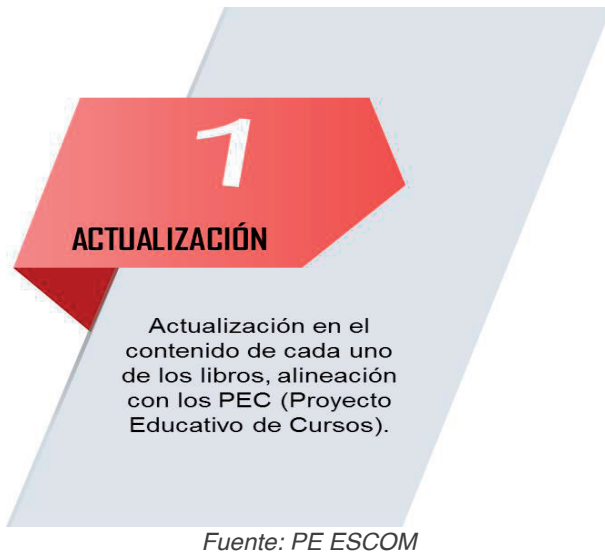 1
ACTUALIZACIÓN
Actualización en el
contenido de cada uno
de los libros, alineación
con los PEC (Proyecto
Educativo de Cursos).
Fuente: PE ESCOM